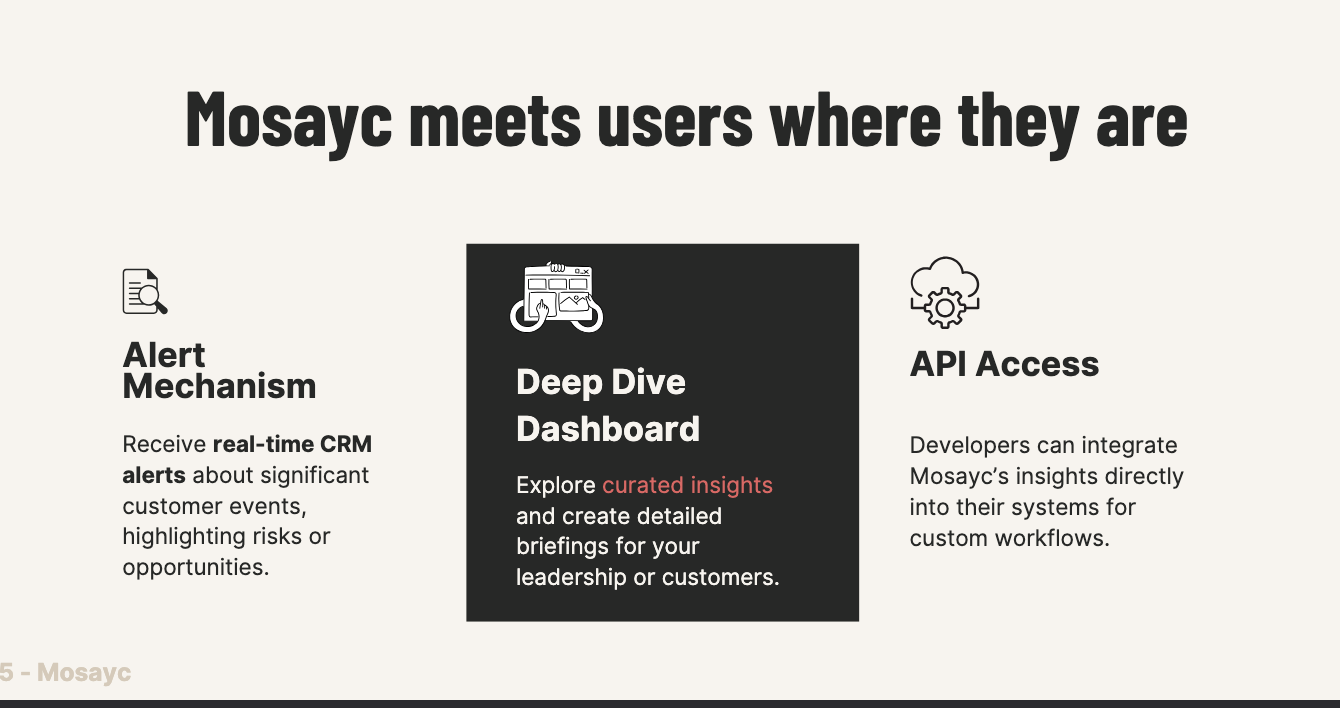 Mosayc meets users where they are
Alert
Mechanism
Receive real-time CRM
alerts about significant
customer events,
highlighting risks or
opportunities.
Deep Dive
Dashboard
Explore curated insights
and create detailed
briefings for your
leadership or customers.
API Access
Developers can integrate
Mosayc’s insights directly
into their systems for
custom workflows.
5 - Mosayc